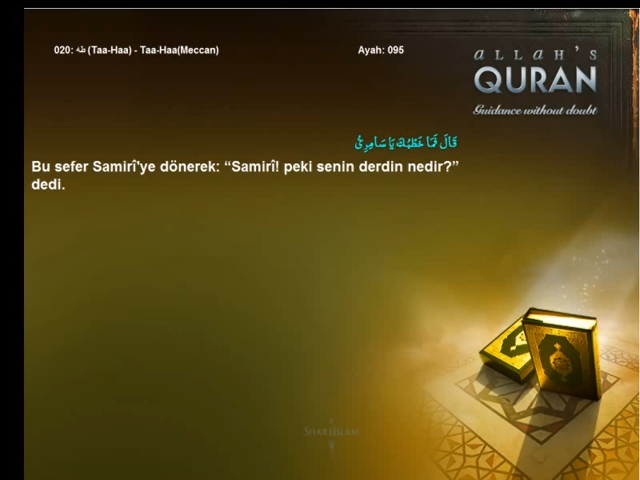 020: طه (Taa-Haa) - Taa-Haa(Meccan) Ayah: 095
ALLAH'S
QURAN
Guidance without doubt
قَالَ فَمَا خَطْبُكَ يَا سَامِرِيُّ
Bu sefer Samirî'ye dönerek: “Samirî! peki senin derdin nedir?”
dedi.
SHAREISLAM